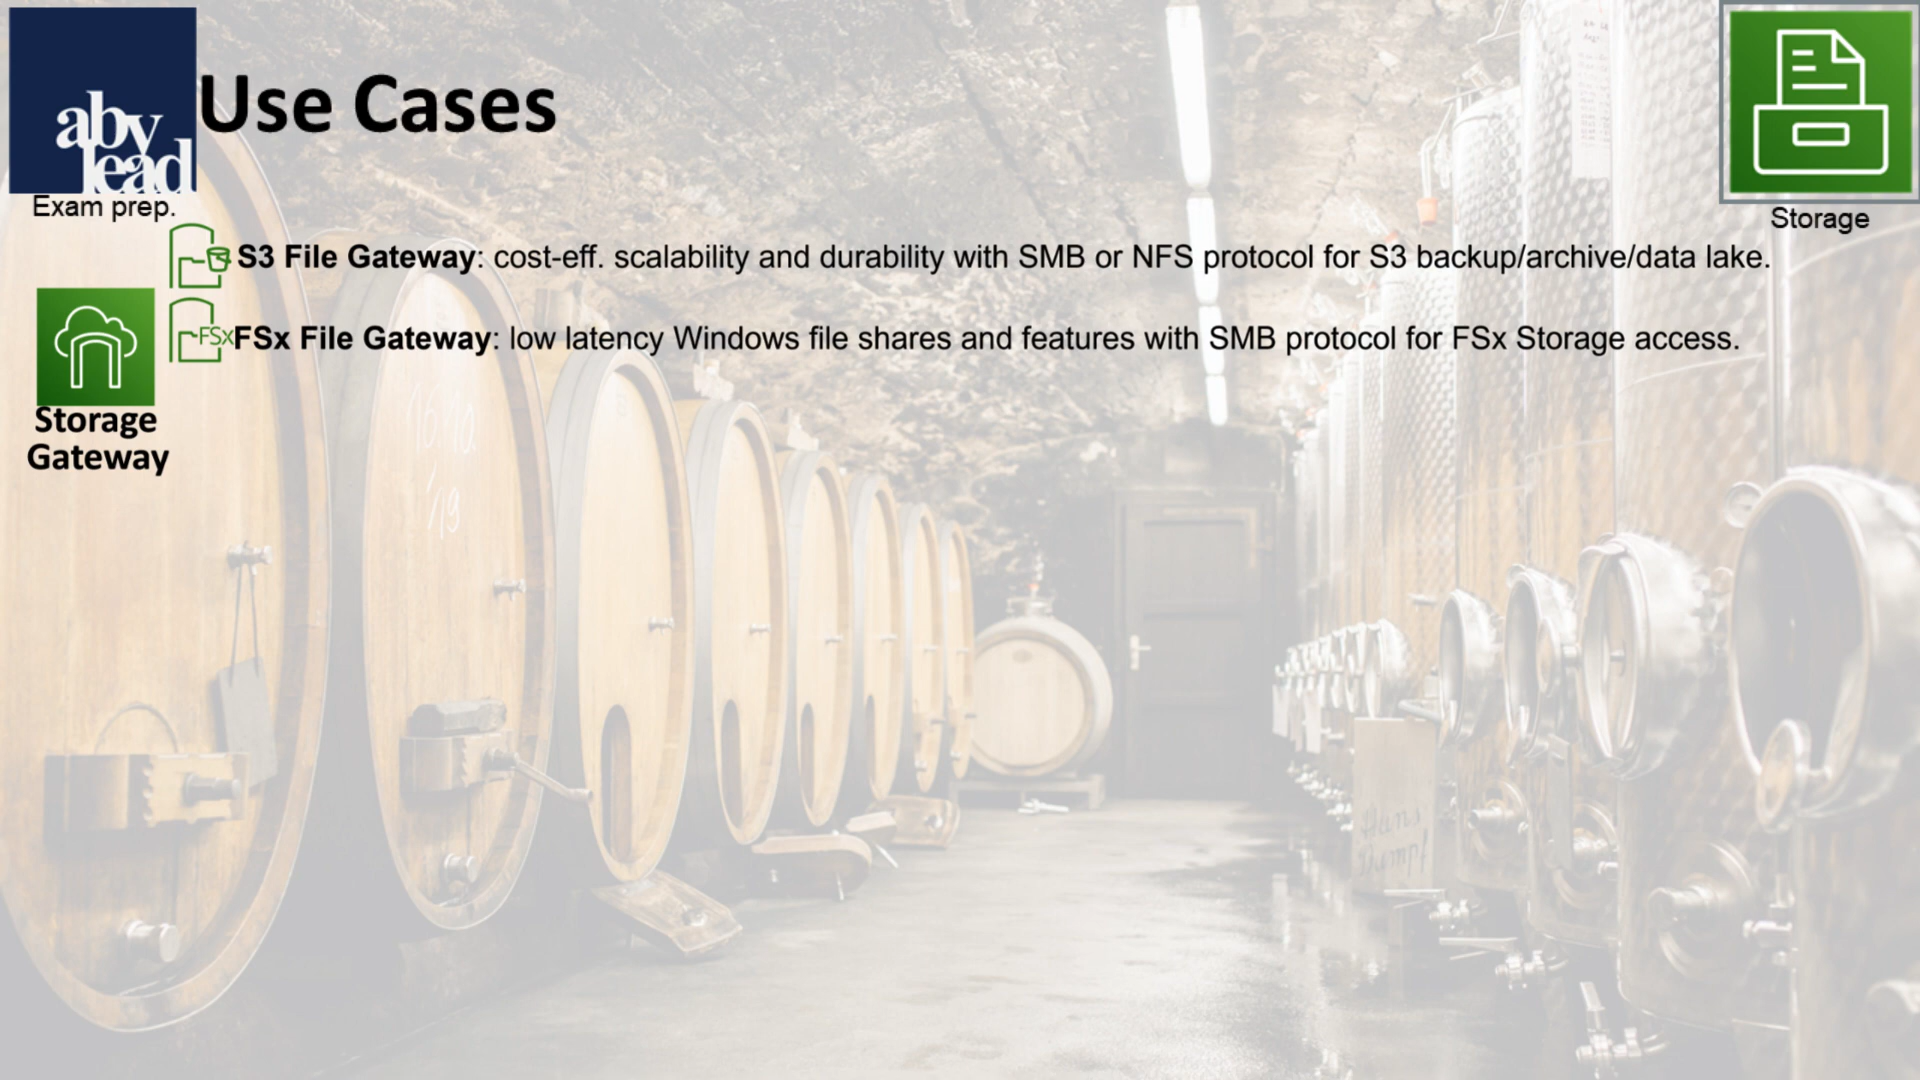 aby
lead
Use Cases
Exam prep.
Storage
S3 File Gateway: cost-eff. scalability and durability with SMB or NFS protocol for S3 backup/archive/data lake.
FSx
FSx File Gateway: low latency Windows file shares and features with SMB protocol for FSx Storage access.
Storage
Gateway
Hans
Dampf